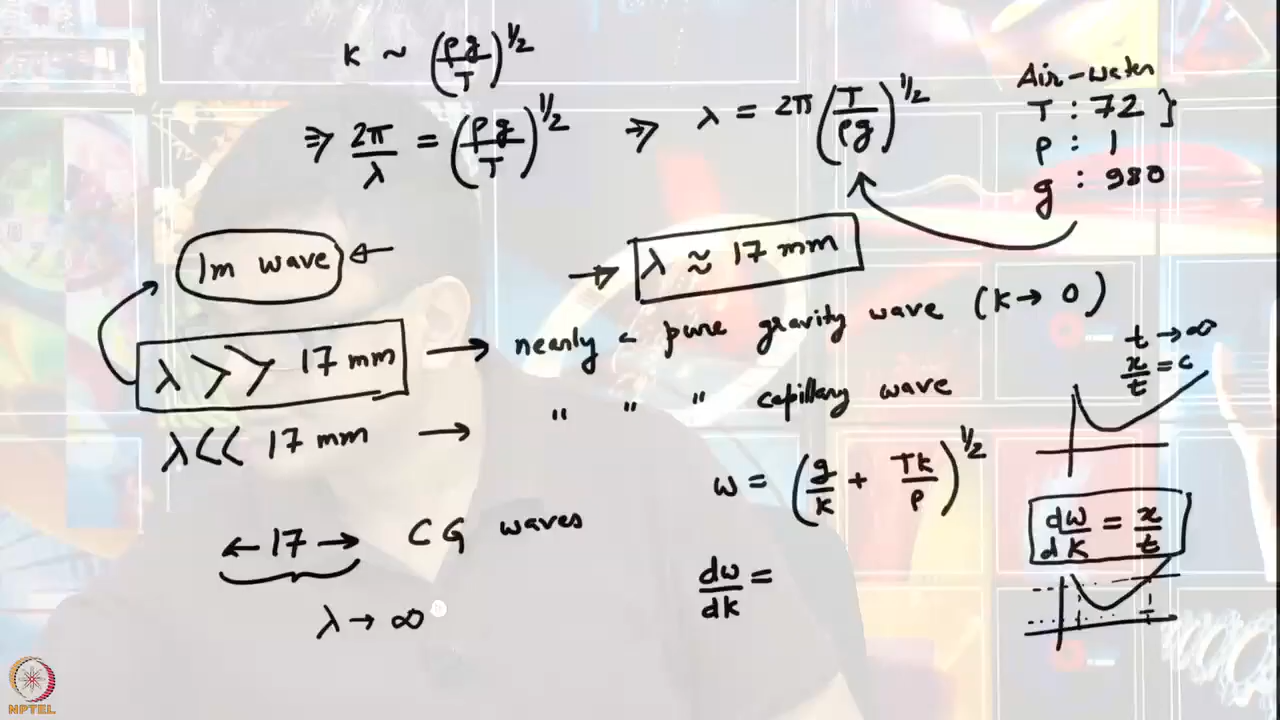 K ~ (ρg/T)^1/2
⇒ 2π/λ = (ρg/T)^1/2 ⇒ λ = 2π(T/ρg)^1/2
Air-water
T : 72 }
ρ : 1
g : 980
1m wave ←
→ λ ≈ 17 mm
λ >> 17 mm → nearly a pure gravity wave (K→ 0)
λ << 17 mm → " " " capillary wave
t → ∞
x/t = c
ω = (g/K + TK/ρ)^1/2
← 17 → CG waves
dω/dK = x/t
dω/dK =
λ → ∞
NPTEL